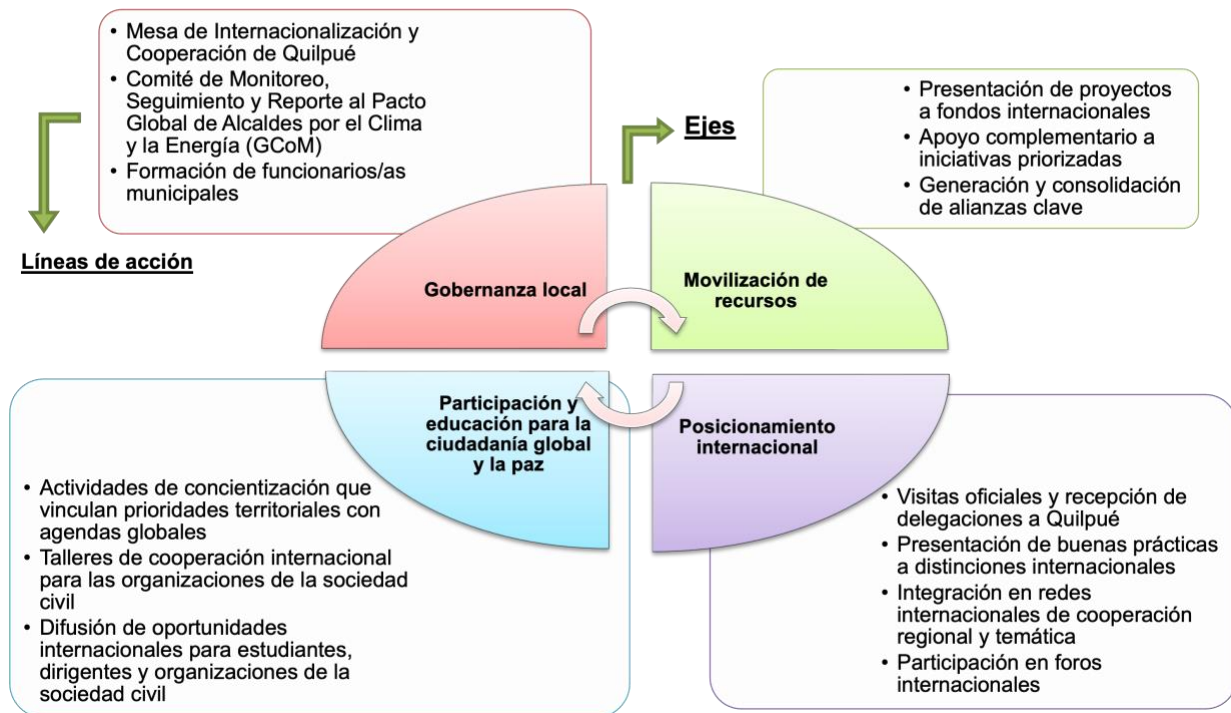 • Mesa de Internacionalización y
Cooperación de Quilpué
• Comité de Monitoreo,
Seguimiento y Reporte al Pacto
Global de Alcaldes por el Clima
y la Energía (GCoM)
• Formación de funcionarios/as
municipales
Ejes
• Presentación de proyectos
a fondos internacionales
• Apoyo complementario a
iniciativas priorizadas
• Generación y consolidación
de alianzas clave
Líneas de acción
Gobernanza local
Movilización de
recursos
Participación y
educación para la
ciudadanía global
y la paz
Posicionamiento
internacional
• Actividades de concientización que
vinculan prioridades territoriales con
agendas globales
• Talleres de cooperación internacional
para las organizaciones de la sociedad
civil
• Difusión de oportunidades
internacionales para estudiantes,
dirigentes y organizaciones de la
sociedad civil
• Visitas oficiales y recepción de
delegaciones a Quilpué
• Presentación de buenas prácticas
a distinciones internacionales
• Integración en redes
internacionales de cooperación
regional y temática
• Participación en foros
internacionales